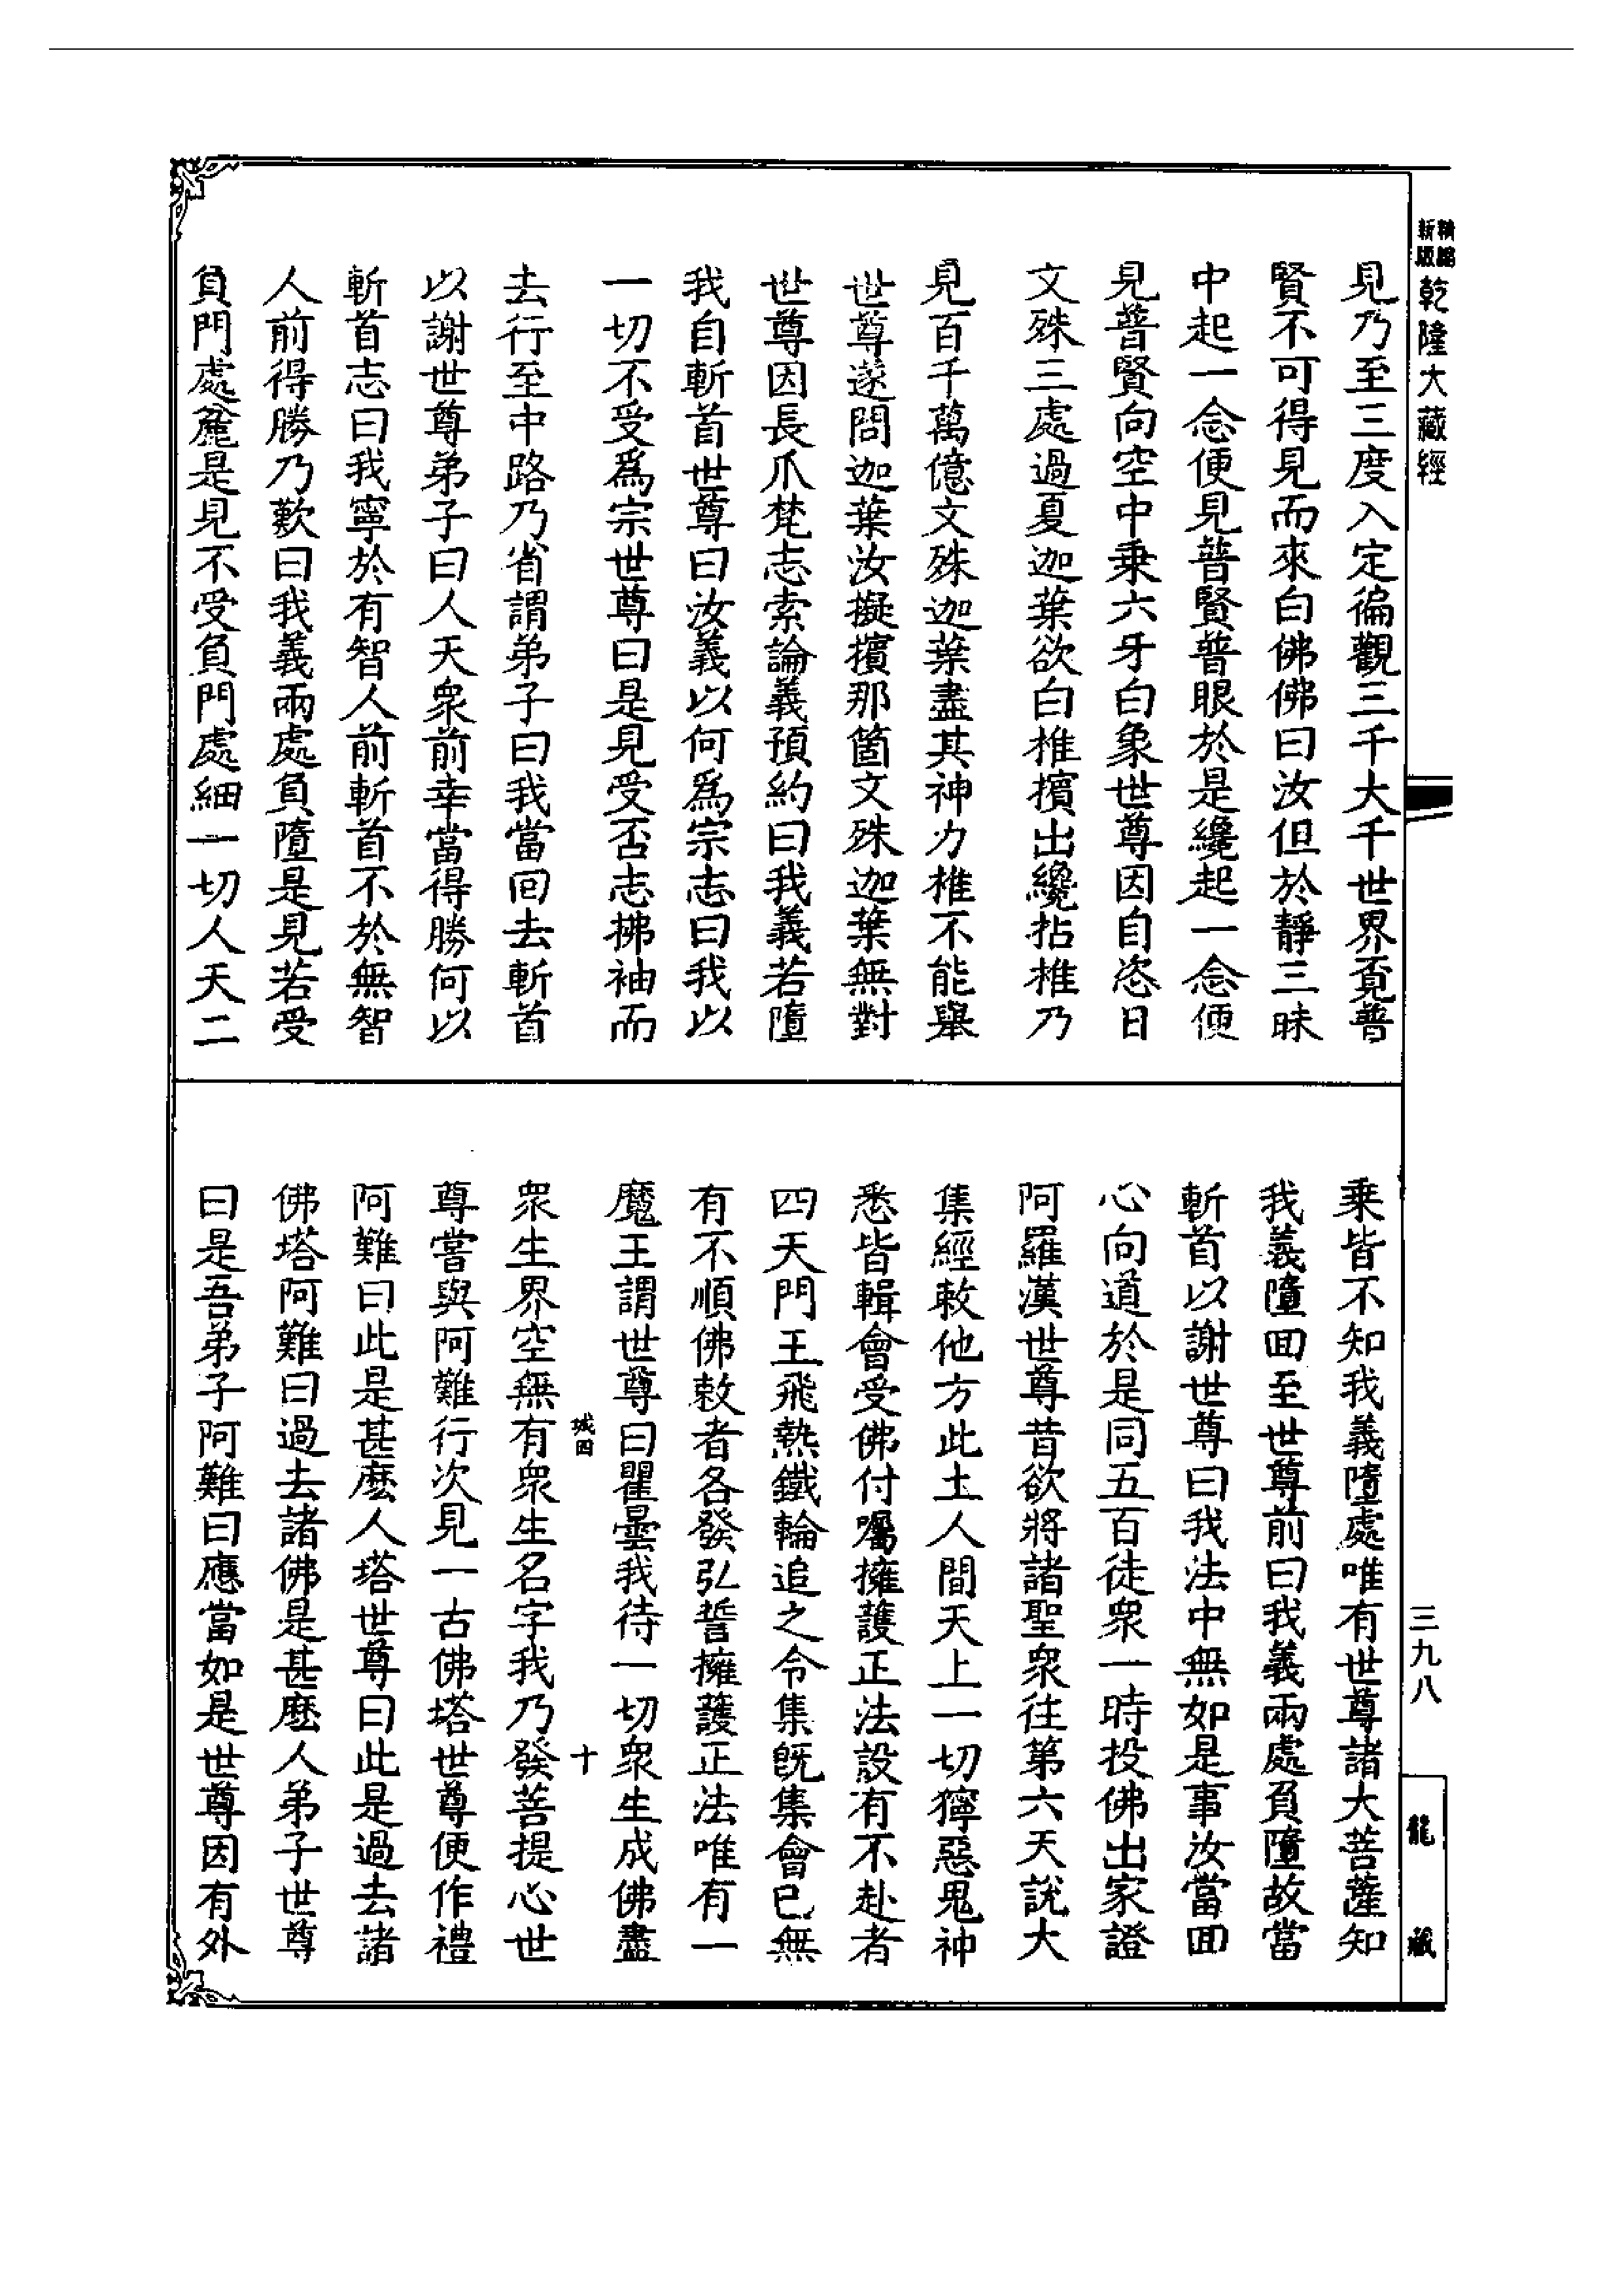 精縮
新版
乾隆大藏經
見乃至三度入定徧觀三千大千世界覓普
賢不可得見而來白佛佛曰汝但於靜三昧
中起一念便見普賢普眼於是纔起一念便
見普賢向空中乘六牙白象世尊因自恣日
文殊三處過夏迦葉欲白椎擯出纔拈椎乃
見百千萬億文殊迦葉盡其神力椎不能舉
世尊遂問迦葉汝擬擯那箇文殊迦葉無對
世尊因長爪梵志索論義預約曰我義若墮
我自斬首世尊曰汝義以何爲宗志曰我以
一切不受爲宗世尊曰是見受否志拂袖而
去行至中路乃省謂弟子曰我當回去斬首
以謝世尊弟子曰人天衆前幸當得勝何以
斬首志曰我寧於有智人前斬首不於無智
人前得勝乃歎曰我義兩處負墮是見若受
負門處麄是見不受負門處細一切人天二
乘皆不知我義墮處唯有世尊諸大菩薩知
我義墮回至世尊前曰我義兩處負墮故當
斬首以謝世尊曰我法中無如是事汝當回
心向道於是同五百徒衆一時投佛出家證
阿羅漢世尊昔欲將諸聖衆往第六天說大
集經敕他方此土人間天上一切獰惡鬼神
悉皆輯會受佛付囑擁護正法設有不赴者
四天門王飛熱鐵輪追之令集旣集會已無
有不順佛敕者各發弘誓擁護正法唯有一
魔王謂世尊曰瞿曇我待一切衆生成佛盡
城四
十
衆生界空無有衆生名字我乃發菩提心世
尊嘗與阿難行次見一古佛塔世尊便作禮
阿難曰此是甚麽人塔世尊曰此是過去諸
佛塔阿難曰過去諸佛是甚麽人弟子世尊
曰是吾弟子阿難曰應當如是世尊因有外
三九八
龍藏